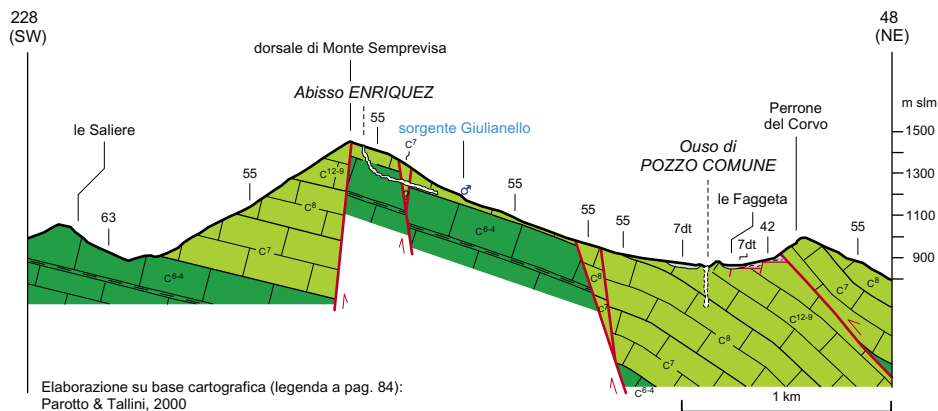 228
(SW)
48
(NE)
dorsale di Monte Semprevisa
Abisso ENRIQUEZ
le Saliere
55
sorgente Giulianello
C7
Perrone
del Corvo
m slm
1500
1300
1100
900
Ouso di
POZZO COMUNE
le Faggeta
63
55
55
55
55
7dt
7dt
42
55
C12-9
C8
C7
C6-4
?
C6-4
C8
C7
C6-4
C12-9
C8
C7
C7
C8
Elaborazione su base cartografica (legenda a pag. 84):
Parotto & Tallini, 2000
1 km